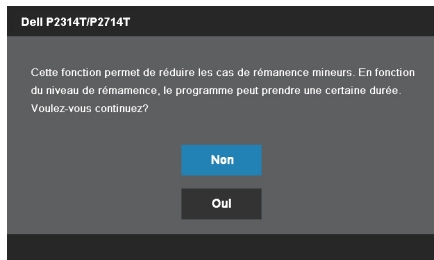 Dell P2314T/P2714T
Cette fonction permet de réduire les cas de rémanence mineurs. En fonction
du niveau de rémamence, le programme peut prendre une certaine durée.
Voulez-vous continuez?
Non
Oui